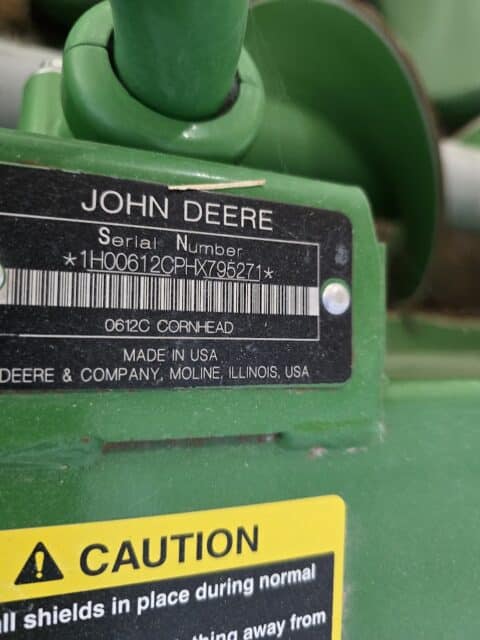 JOHN DEERE
Serial Number
*1H00612CPHX795271*
0612C CORNHEAD
MADE IN USA
DEERE & COMPANY, MOLINE, ILLINOIS, USA
CAUTION
all shields in place during normal
away from